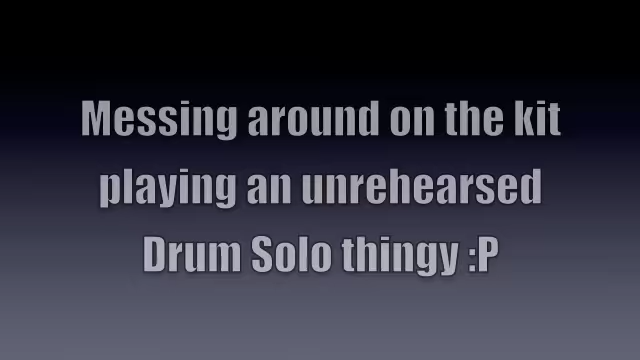 Messing around on the kit
playing an unrehearsed
Drum Solo thingy :P